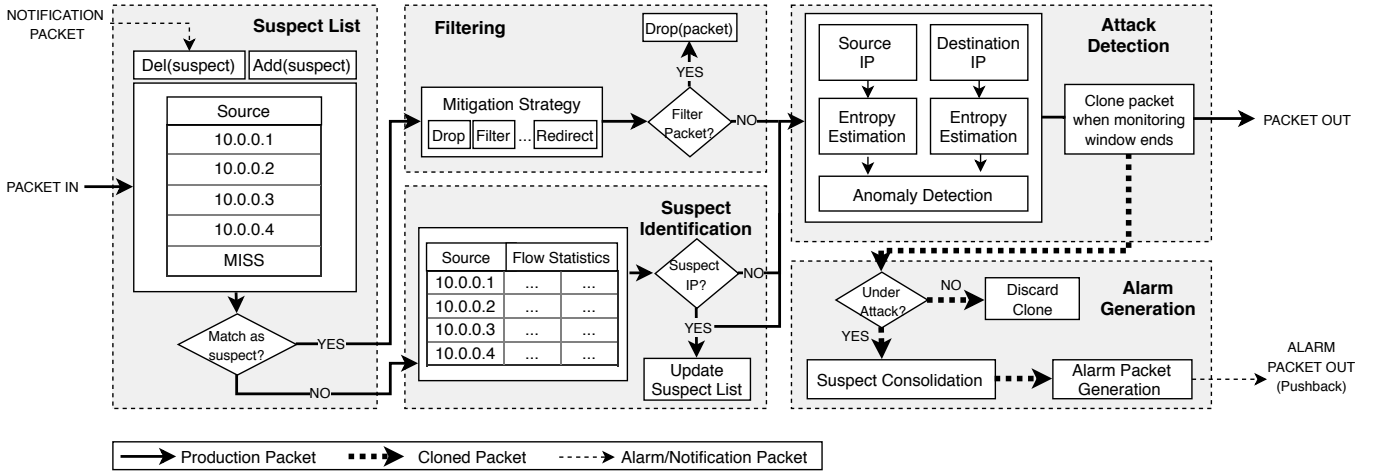 NOTIFICATION
PACKET
Suspect List
Del(suspect)
Add(suspect)
Source
10.0.0.1
10.0.0.2
10.0.0.3
10.0.0.4
MISS
PACKET IN
Match as
suspect?
YES
NO
Filtering
Drop(packet)
YES
Mitigation Strategy
Drop
Filter
...
Redirect
Filter
Packet?
NO
Suspect
Identification
Source
Flow Statistics
10.0.0.1 ... ...
10.0.0.2 ... ...
10.0.0.3 ... ...
10.0.0.4 ... ...
Suspect
IP?
NO
YES
Update
Suspect List
Attack
Detection
Source
IP
Destination
IP
Entropy
Estimation
Entropy
Estimation
Anomaly Detection
Clone packet
when monitoring
window ends
PACKET OUT
Alarm
Generation
Under
Attack?
NO
Discard
Clone
YES
Suspect Consolidation
Alarm Packet
Generation
ALARM
PACKET OUT
(Pushback)
Production Packet
Cloned Packet
Alarm/Notification Packet